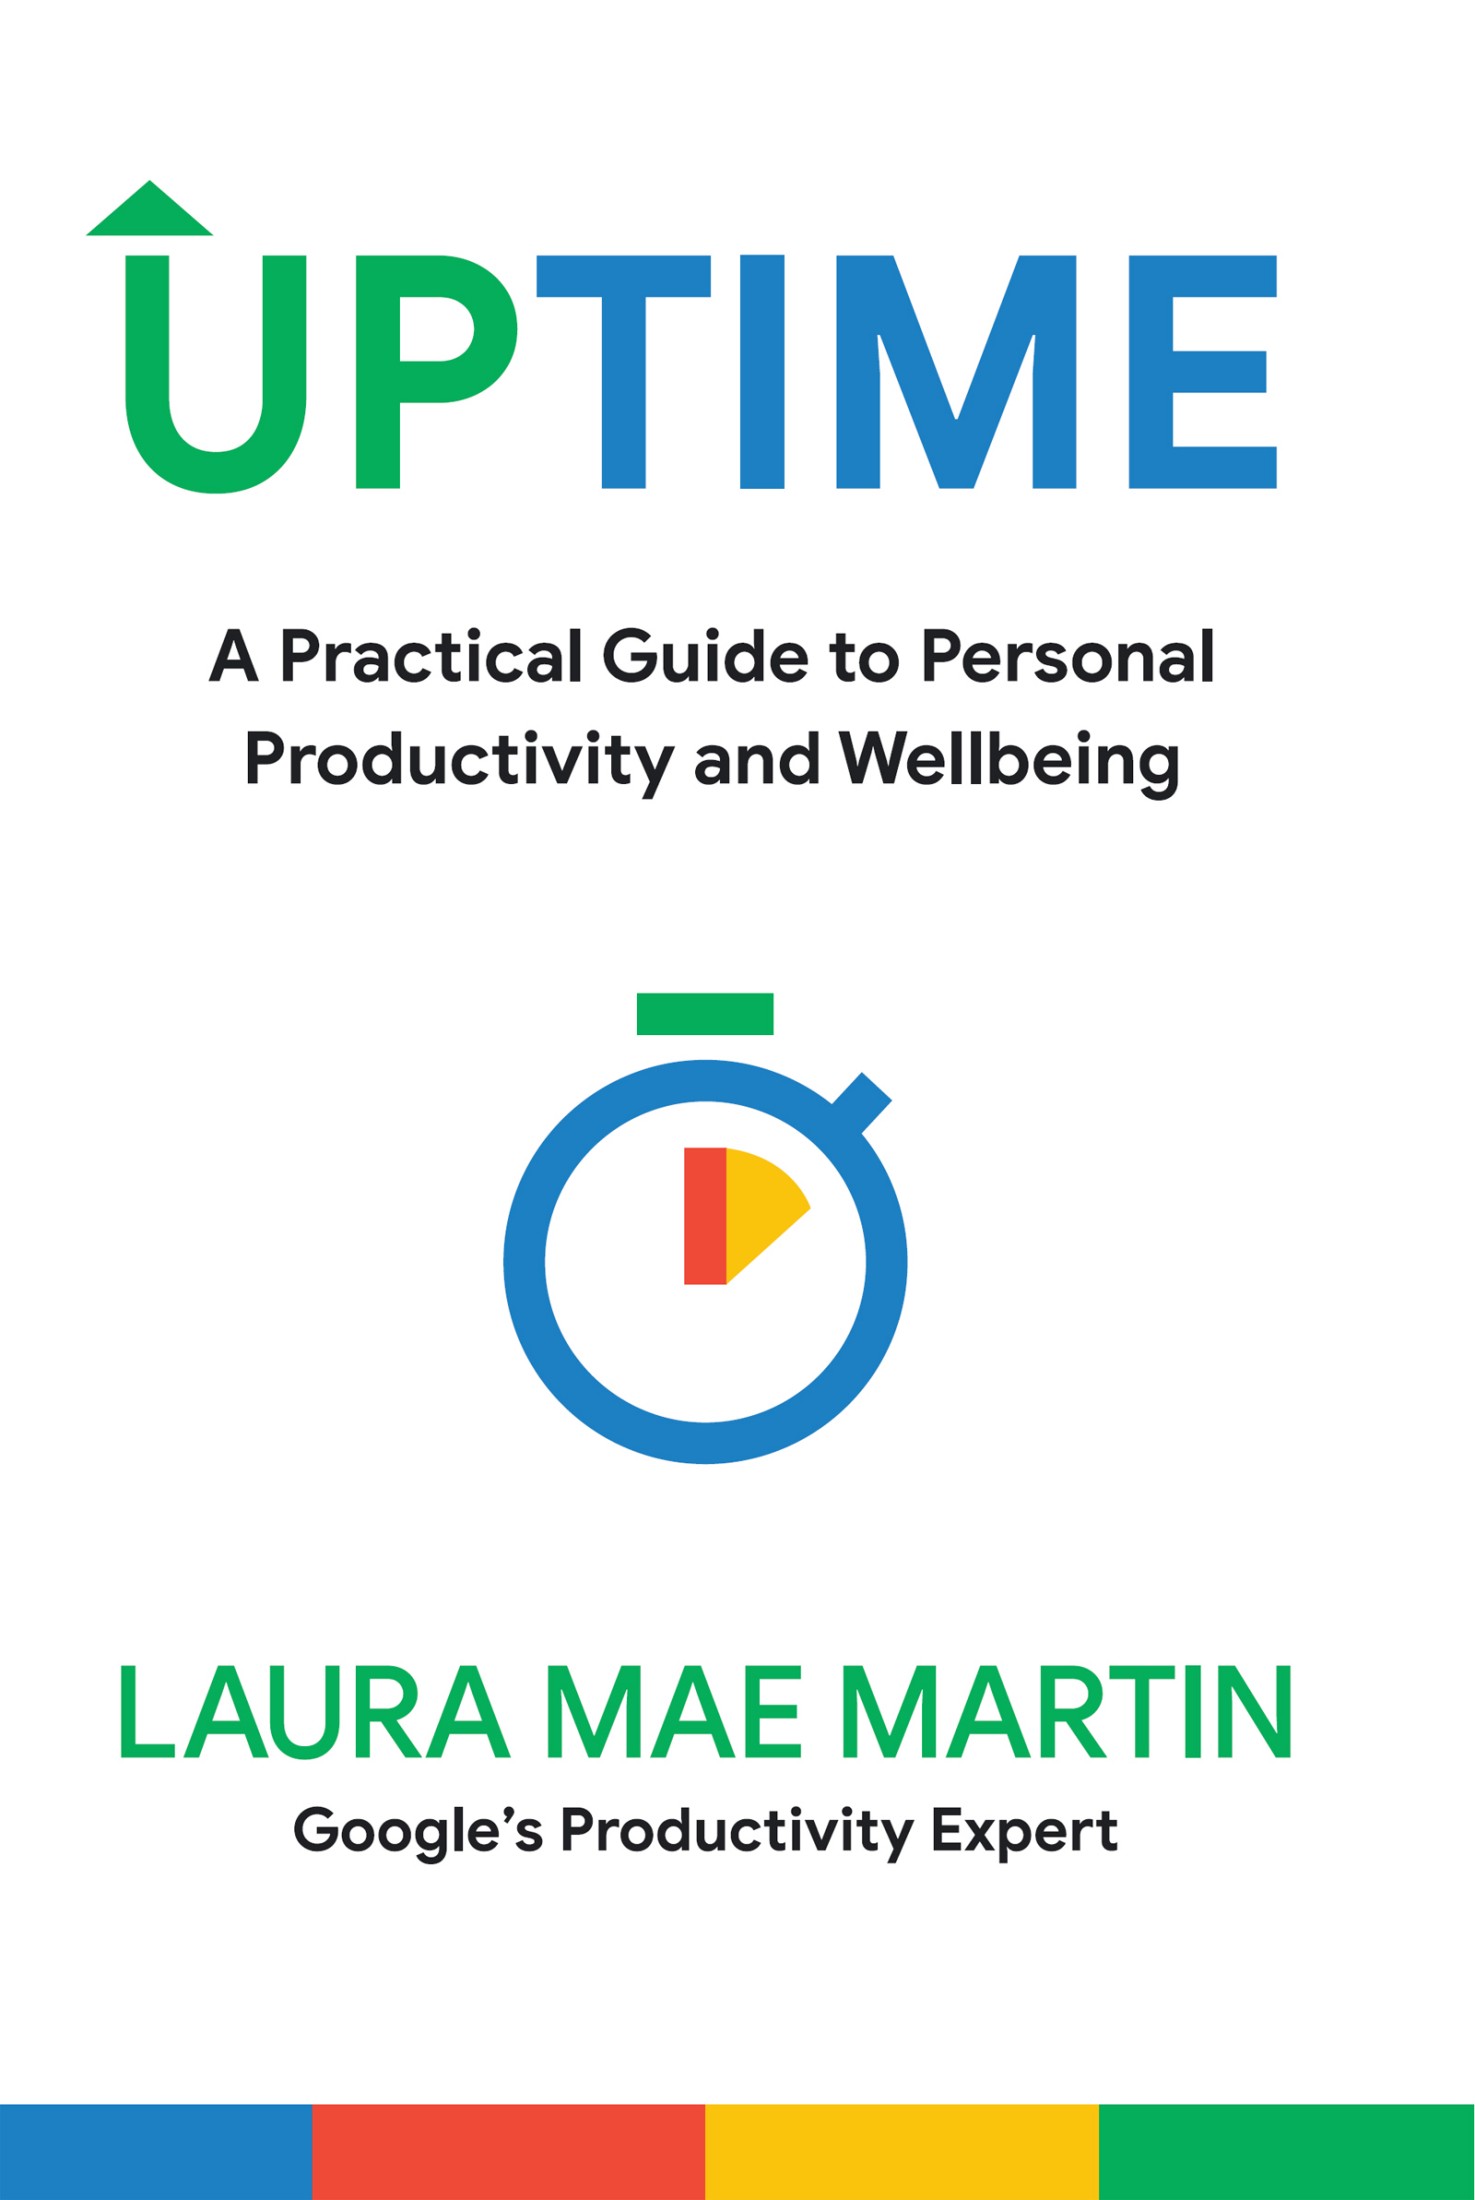 UPTIME
A Practical Guide to Personal
Productivity and Wellbeing
LAURA MAE MARTIN
Google’s Productivity Expert